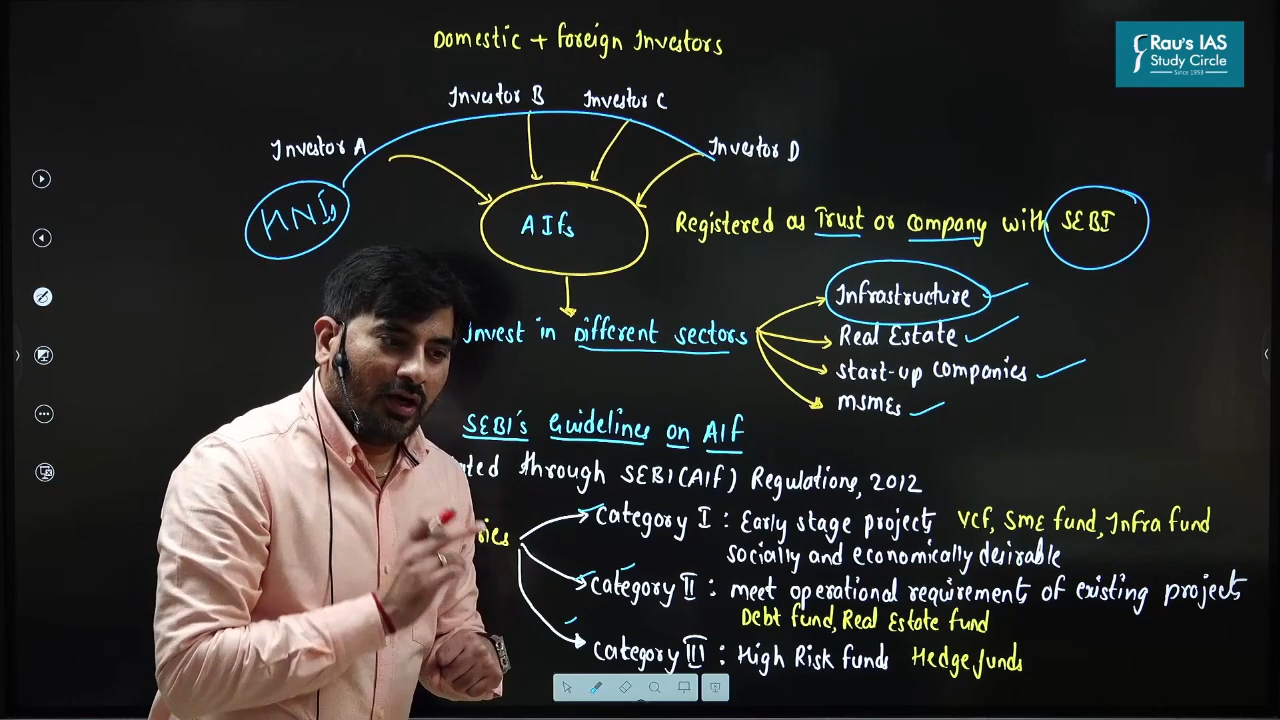 Domestic + Foreign Investors
Rau's IAS
Study Circle
Since 1953
Investor B
Investor C
Investor A
Investor D
HNIs
AIFs
Registered as Trust or Company with SEBI
Infrastructure
Invest in Different sectors
Real Estate
start-up companies
MSMEs
SEBI's Guidelines on AIF
through SEBI (AIF) Regulations, 2012
Category I : Early stage projects VCF, SME fund, Infra fund
socially and economically desirable
Category II : meet operational requirement of existing projects
Debt fund, Real Estate fund
Category III : High Risk funds Hedge funds